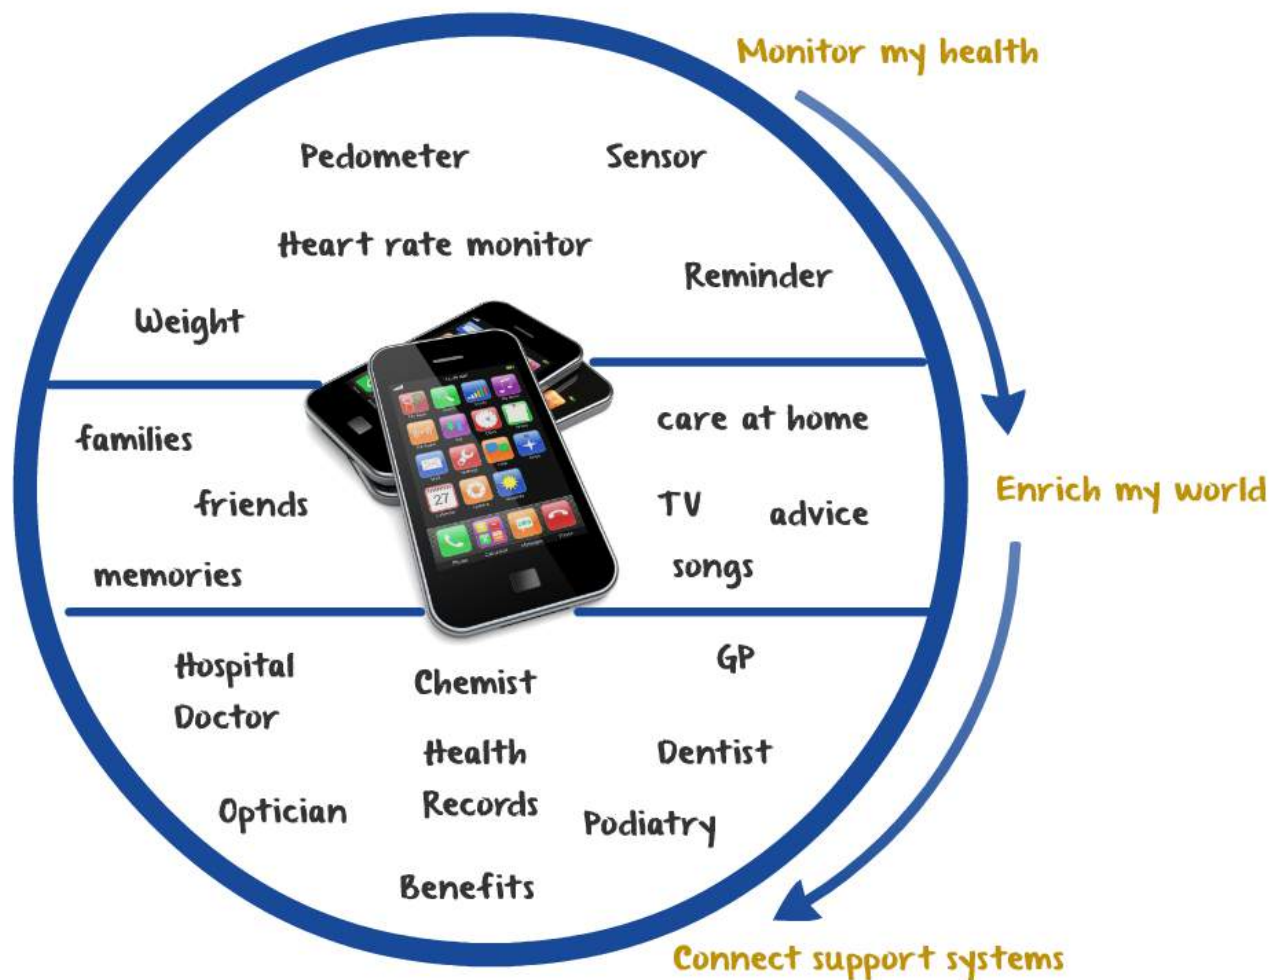 Monitor my health
Pedometer
Sensor
Heart rate monitor
Reminder
Weight
families
friends
memories
care at home
TV
advice
songs
Enrich my world
27
Hospital
Doctor
Chemist
GP
Health
Records
Dentist
Optician
Podiatry
Benefits
Connect support systems